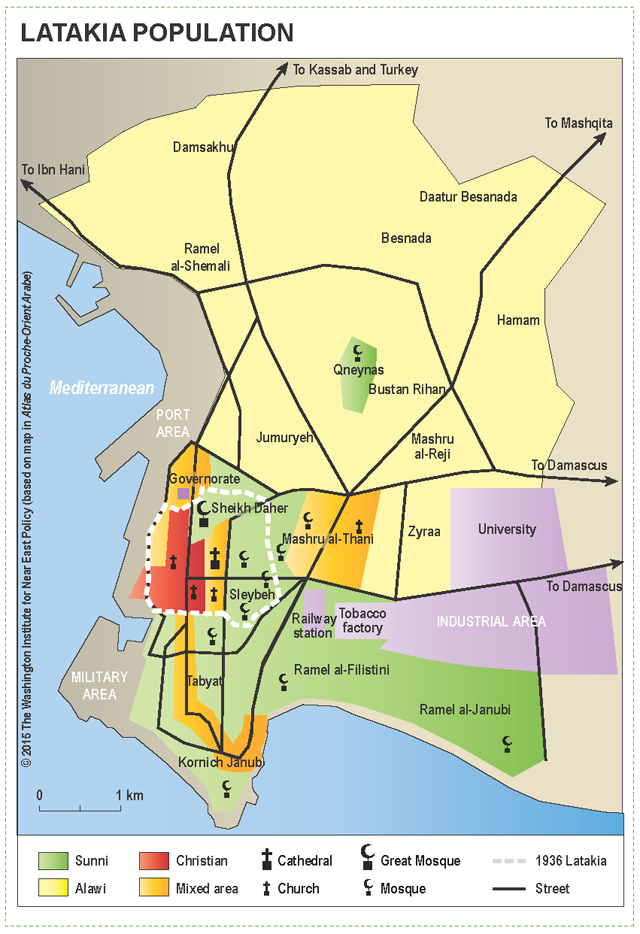 LATAKIA POPULATION
To Kassab and Turkey
To Mashqita
Damsakhu
To Ibn Hani
Daatur Besanada
Besnada
Ramel
al-Shemali
Hamam
Qneynas
Bustan Rihan
Mediterranean
PORT
AREA
Jumuryeh
Mashru
al-Reji
To Damascus
Governorate
Sheikh Daher
Mashru al-Thani
Zyraa
University
To Damascus
Sleybeh
Railway
station
Tobacco
factory
INDUSTRIAL AREA
MILITARY
AREA
Tabyat
Ramel al-Filistini
Ramel al-Janubi
Kornich Janubi
0 1 km
© 2015 The Washington Institute for Near East Policy (based on map in Atlas du Proche-Orient Arabe)
Sunni
Christian
Cathedral
Great Mosque
1936 Latakia
Alawi
Mixed area
Church
Mosque
Street